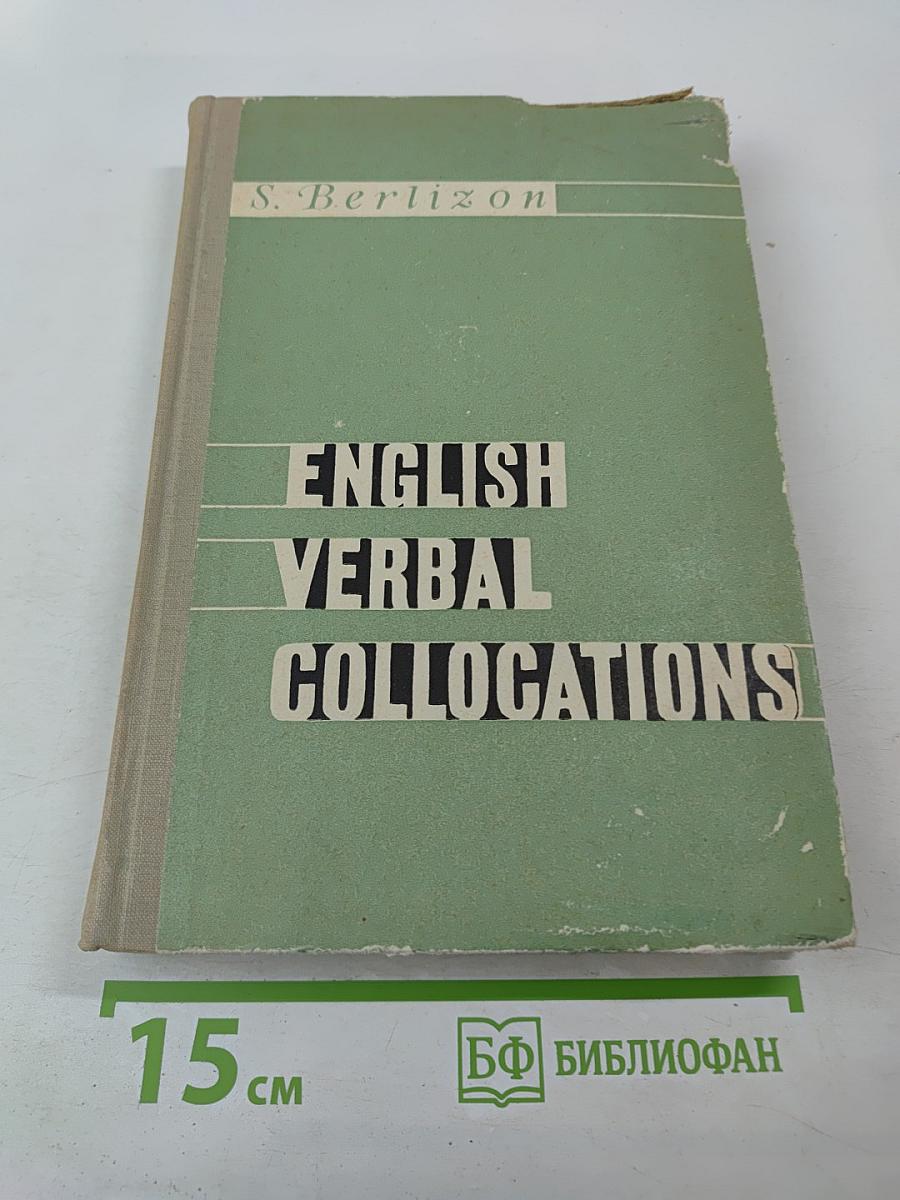 S. Berlizon
ENGLISH
VERBAL
COLLOCATIONS
15 см
БФ БИБЛИОФАН